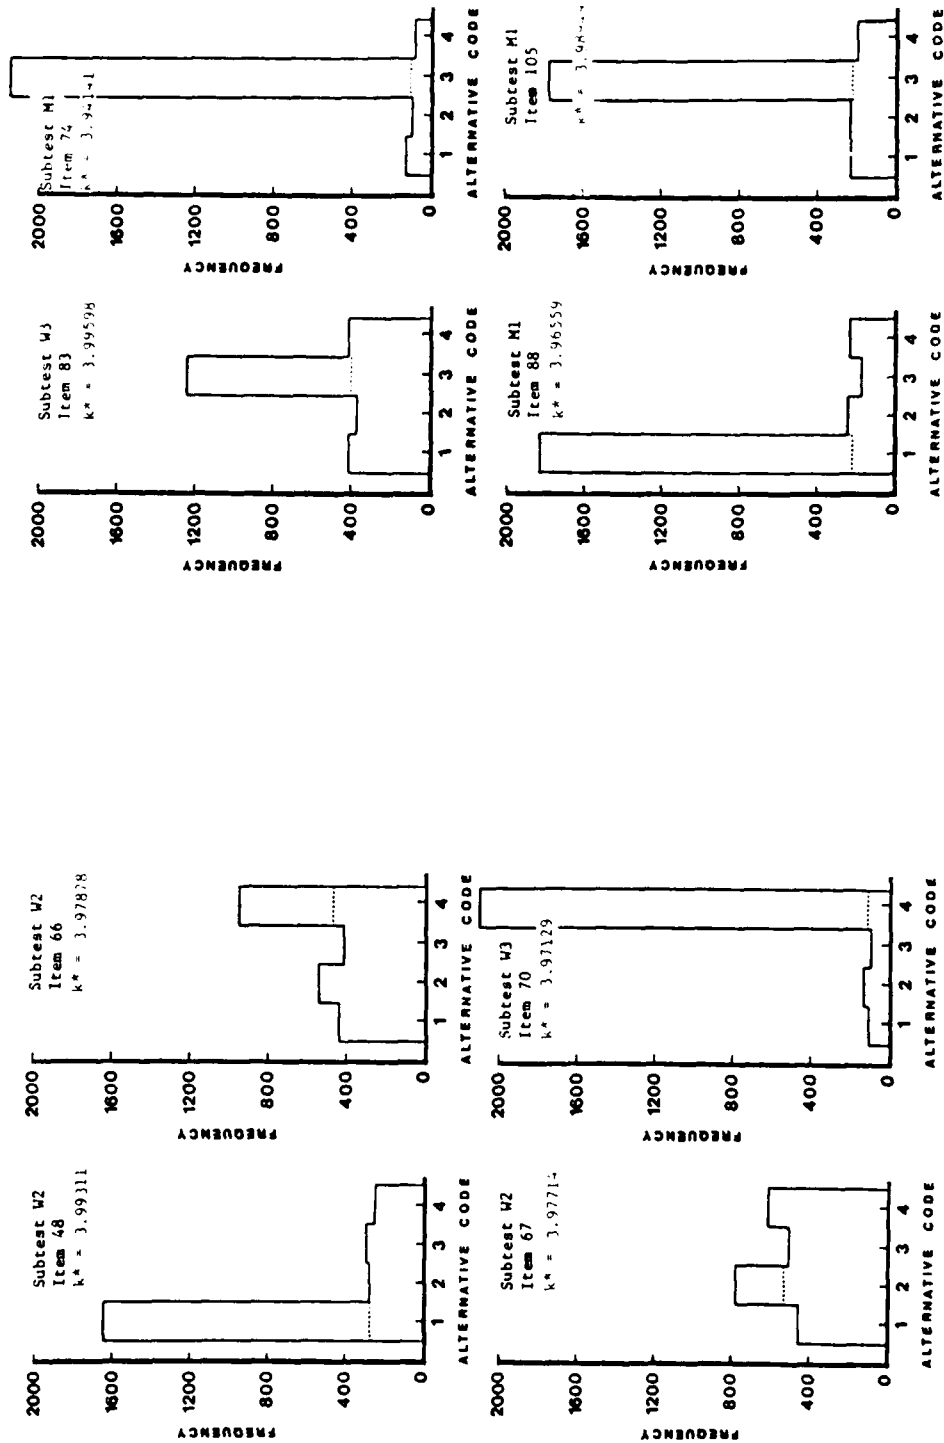 2000
1600
1200
800
400
0
FREQUENCY
Subtest M1
Item 74
1 2 3 4
ALTERNATIVE CODE
2000
1600
1200
800
400
0
FREQUENCY
Subtest M1
Item 105
1 2 3 4
ALTERNATIVE CODE
2000
1600
1200
800
400
0
FREQUENCY
Subtest W3
Item 83
k* = 3.99598
1 2 3 4
ALTERNATIVE CODE
2000
1600
1200
800
400
0
FREQUENCY
Subtest M1
Item 88
k* = 3.96559
1 2 3 4
ALTERNATIVE CODE
2000
1600
1200
800
400
0
FREQUENCY
Subtest W2
Item 66
k* = 3.97878
1 2 3 4
ALTERNATIVE CODE
2000
1600
1200
800
400
0
FREQUENCY
Subtest W3
Item 70
k* = 3.97129
1 2 3 4
ALTERNATIVE CODE
2000
1600
1200
800
400
0
FREQUENCY
Subtest W2
Item 48
k* = 3.99311
1 2 3 4
ALTERNATIVE CODE
2000
1600
1200
800
400
0
FREQUENCY
Subtest W2
Item 67
k* = 3.97714
1 2 3 4
ALTERNATIVE CODE